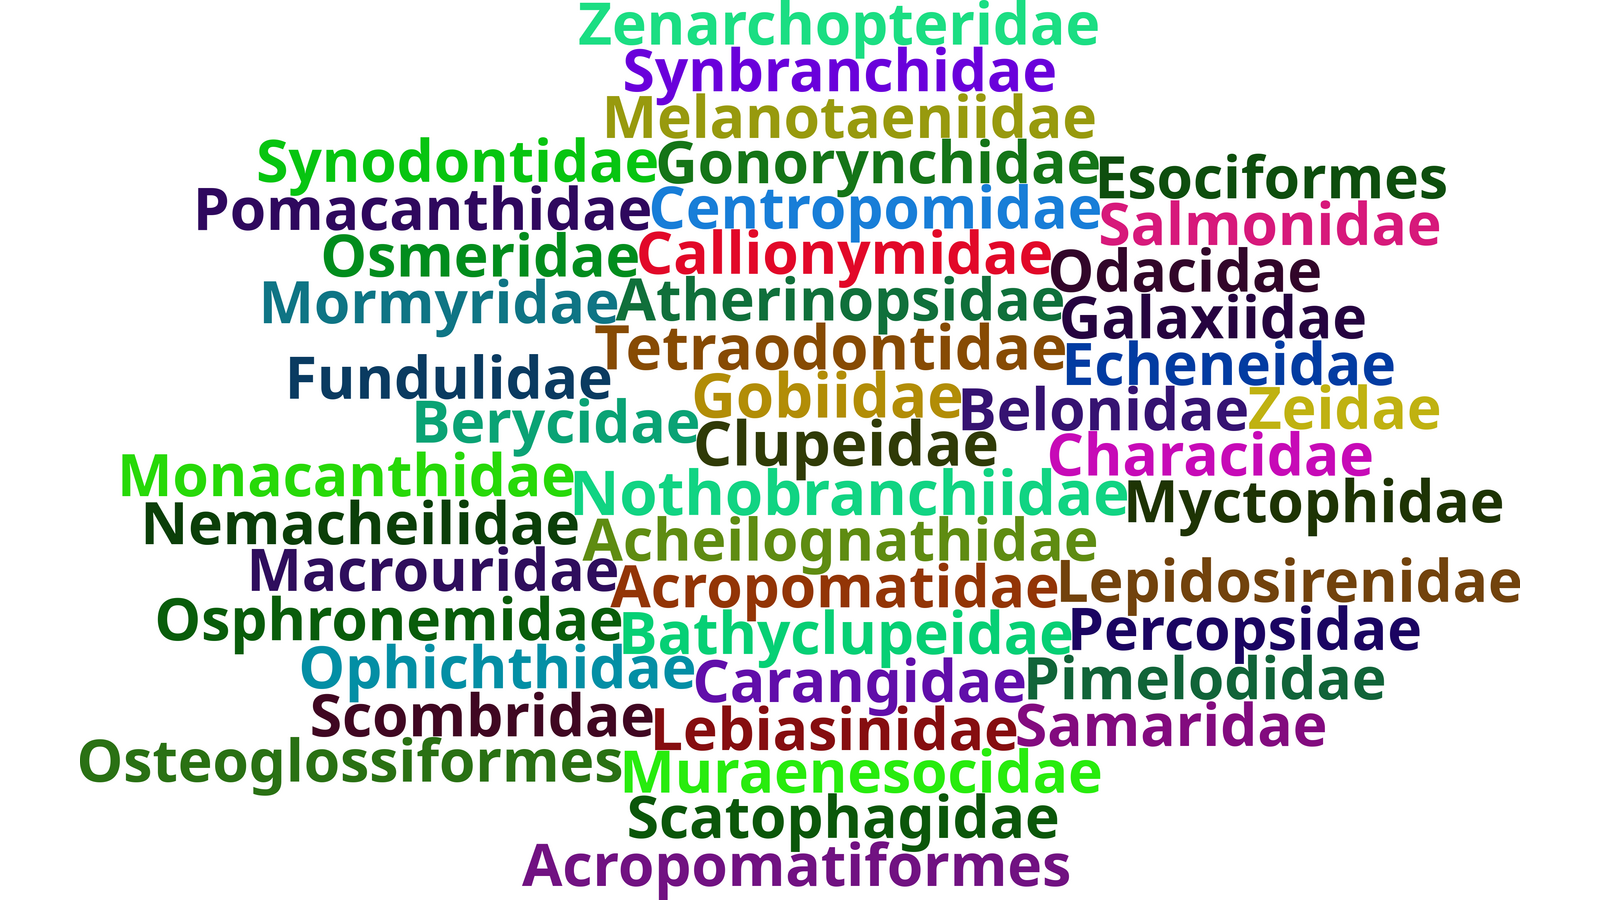 Zenarchopteridae
Synbranchidae
Melanotaeniidae
Synodontidae Gonorynchidae Esociformes
Pomacanthidae Centropomidae Salmonidae
Osmeridae Callionymidae Odacidae
Mormyridae Atherinopsidae Galaxiidae
Tetraodontidae Echeneidae
Fundulidae Gobiidae Belonidae Zeidae
Berycidae Clupeidae Characidae
Monacanthidae Nothobranchiidae Myctophidae
Nemacheilidae Acheilognathidae
Macrouridae Acropomatidae Lepidosirenidae
Osphronemidae Bathyclupeidae Percopsidae
Ophichthidae Carangidae Pimelodidae
Scombridae Lebiasinidae Samaridae
Osteoglossiformes Muraenesocidae
Scatophagidae
Acropomatiformes